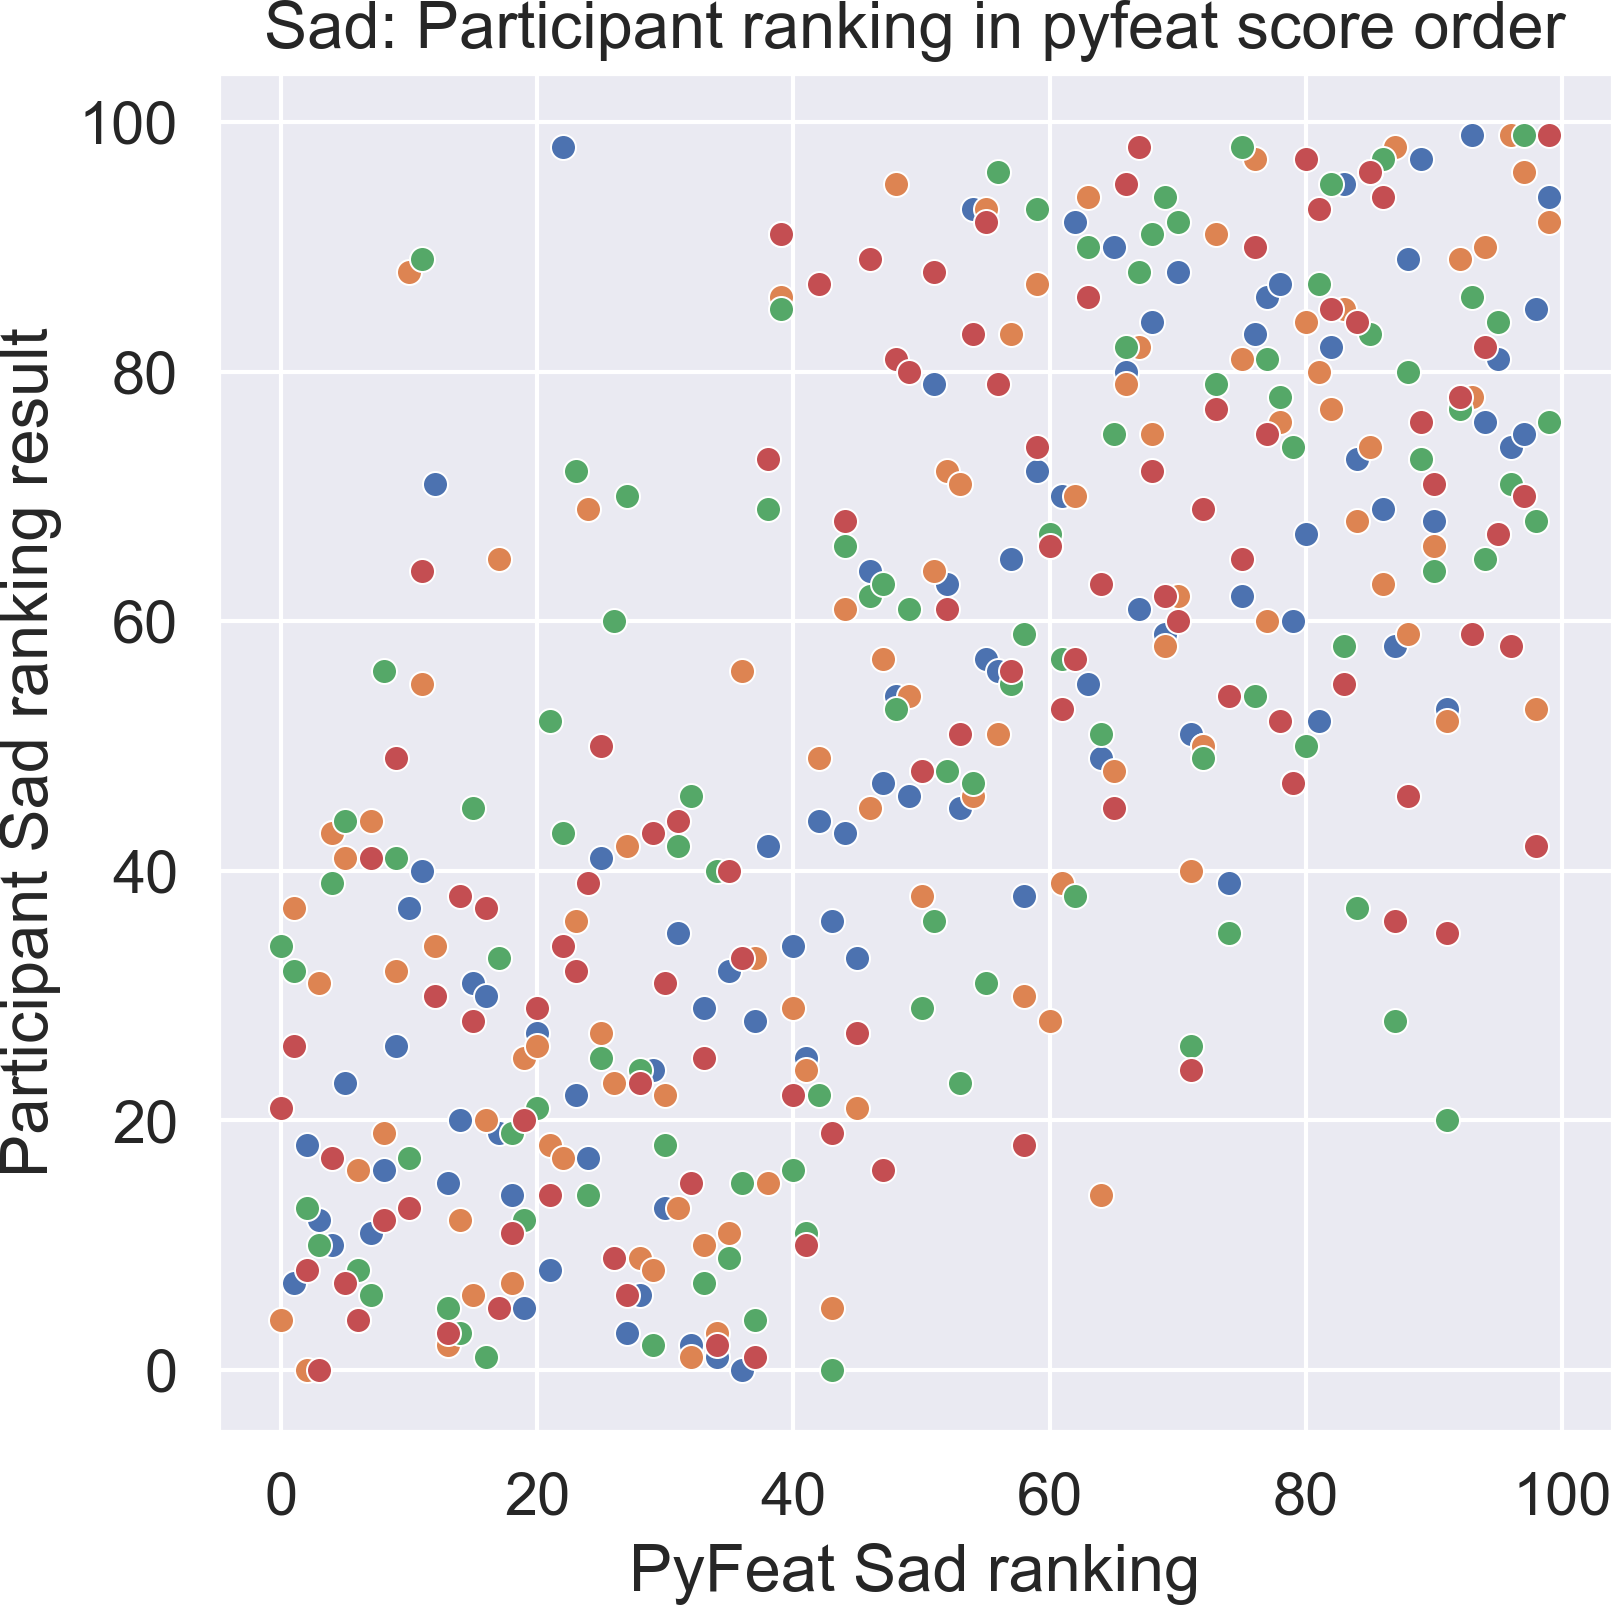 Sad: Participant ranking in pyfeat score order
Participant Sad ranking result
100
80
60
40
20
0
0 20 40 60 80 100
PyFeat Sad ranking